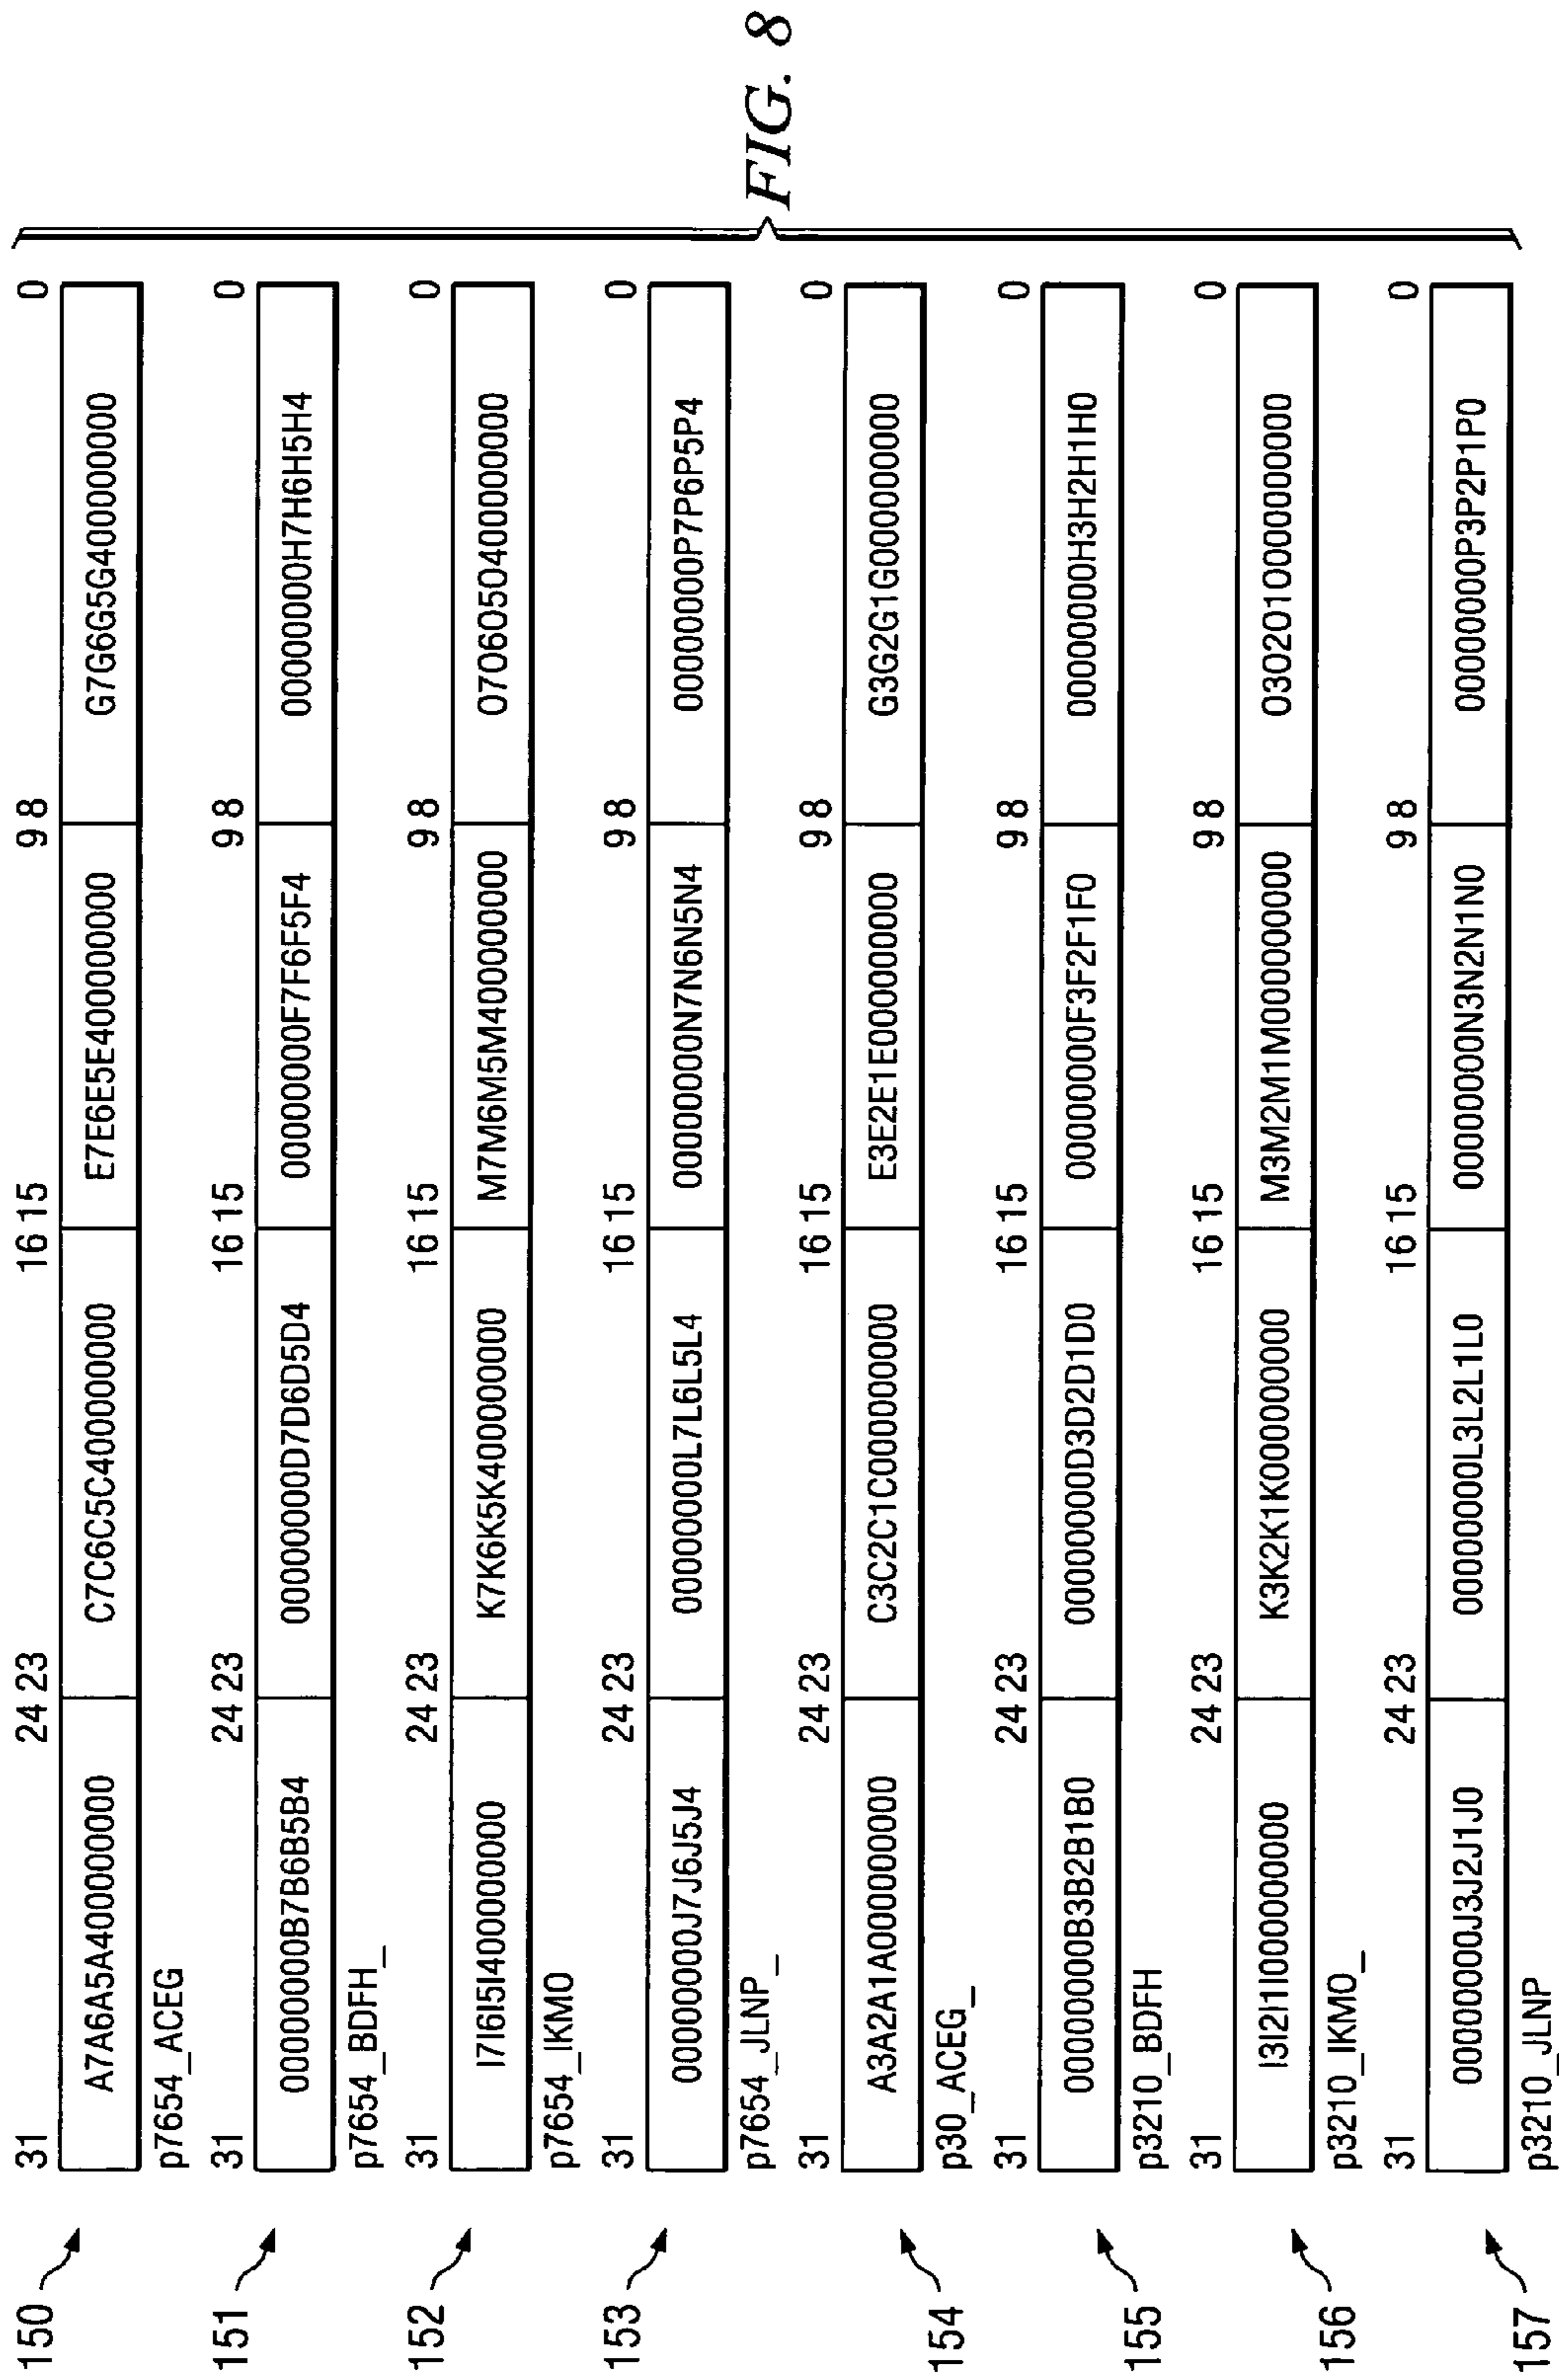 FIG. 8
150
31 24 23 16 15 9 8 0
A7A6A5A400000000 C7C6C5C400000000 E7E6E5E400000000 G7G6G5G400000000
p7654_ACEG
151
31 24 23 16 15 9 8 0
00000000B7B6B5B4 00000000D7D6D5D4 00000000F7F6F5F4 00000000H7H6H5H4
p7654_BDFH_
152
31 24 23 16 15 9 8 0
I7I6I5I400000000 K7K6K5K400000000 M7M6M5M400000000 O7O6O5O400000000
p7654_IKMO
153
31 24 23 16 15 9 8 0
00000000J7J6J5J4 00000000L7L6L5L4 00000000N7N6N5N4 00000000P7P6P5P4
p7654_JLNP_
154
31 24 23 16 15 9 8 0
A3A2A1A000000000 C3C2C1C000000000 E3E2E1E000000000 G3G2G1G000000000
p30_ACEG_
155
31 24 23 16 15 9 8 0
00000000B3B2B1B0 00000000D3D2D1D0 00000000F3F2F1F0 00000000H3H2H1H0
p3210_BDFH
156
31 24 23 16 15 9 8 0
I3I2I1I000000000 K3K2K1K000000000 M3M2M1M000000000 O3O2O1O000000000
p3210_IKMO_
157
31 24 23 16 15 9 8 0
00000000J3J2J1J0 00000000L3L2L1L0 00000000N3N2N1N0 00000000P3P2P1P0
p3210_JLNP